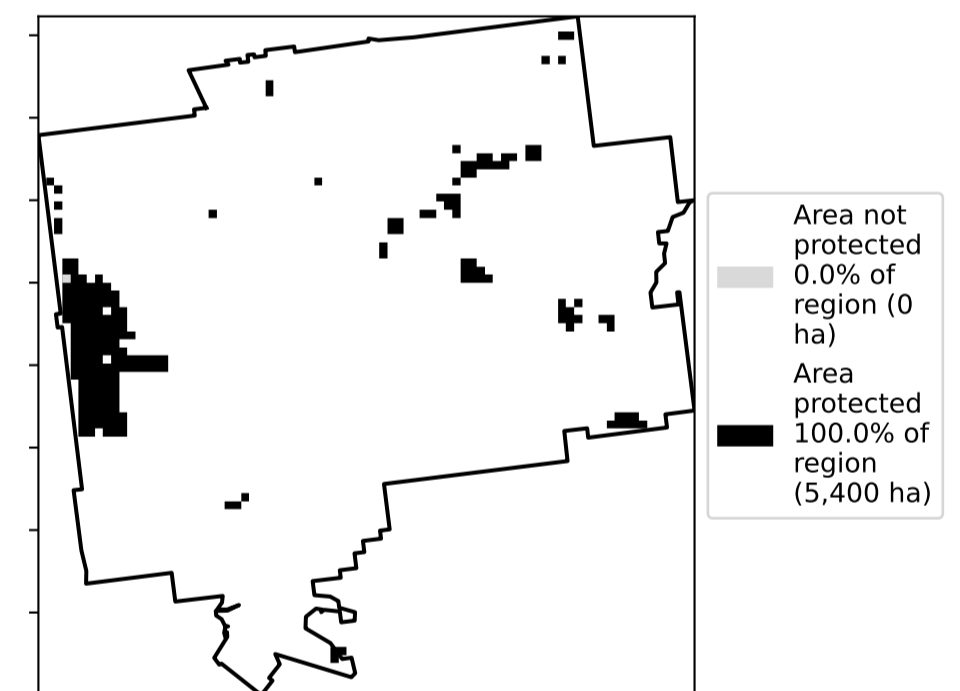 Area not
protected
0.0% of
region (0
ha)
Area
protected
100.0% of
region
(5,400 ha)